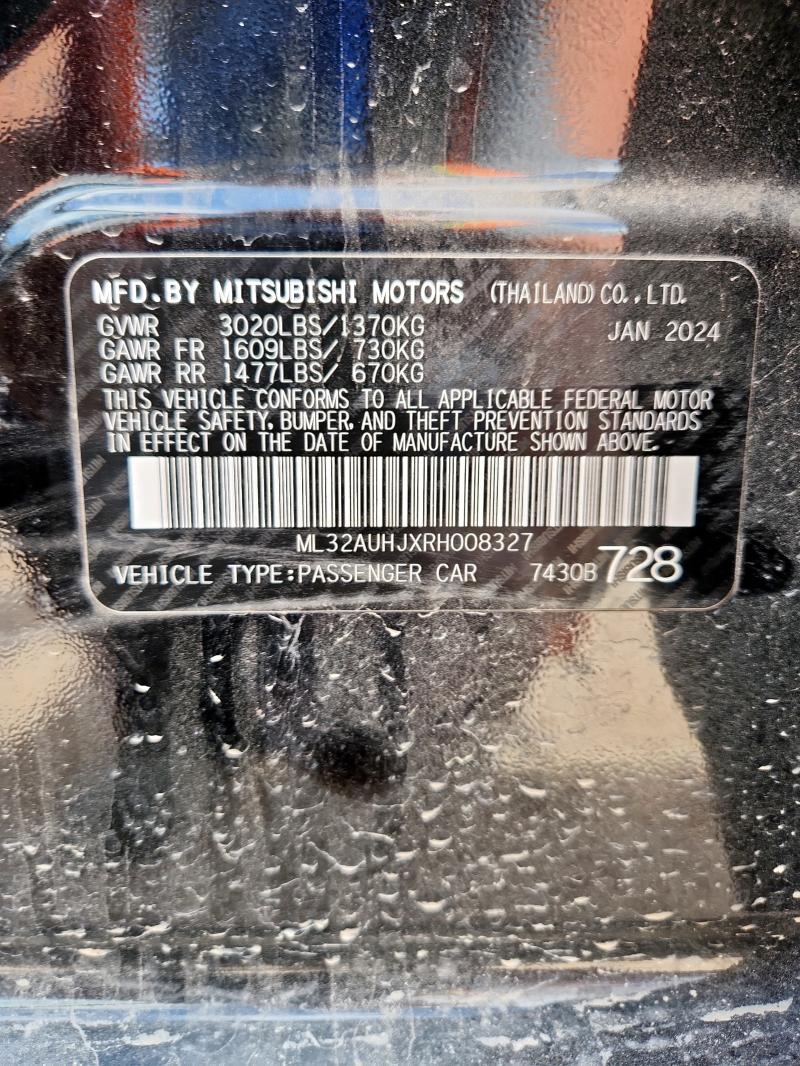 MFD.BY MITSUBISHI MOTORS (THAILAND) CO., LTD.
GVWR 3020LBS/1370KG JAN 2024
GAWR FR 1609LBS/ 730KG
GAWR RR 1477LBS/ 670KG
THIS VEHICLE CONFORMS TO ALL APPLICABLE FEDERAL MOTOR
VEHICLE SAFETY, BUMPER, AND THEFT PREVENTION STANDARDS
IN EFFECT ON THE DATE OF MANUFACTURE SHOWN ABOVE.
ML32AUHJXRH008327
VEHICLE TYPE:PASSENGER CAR 7430B728